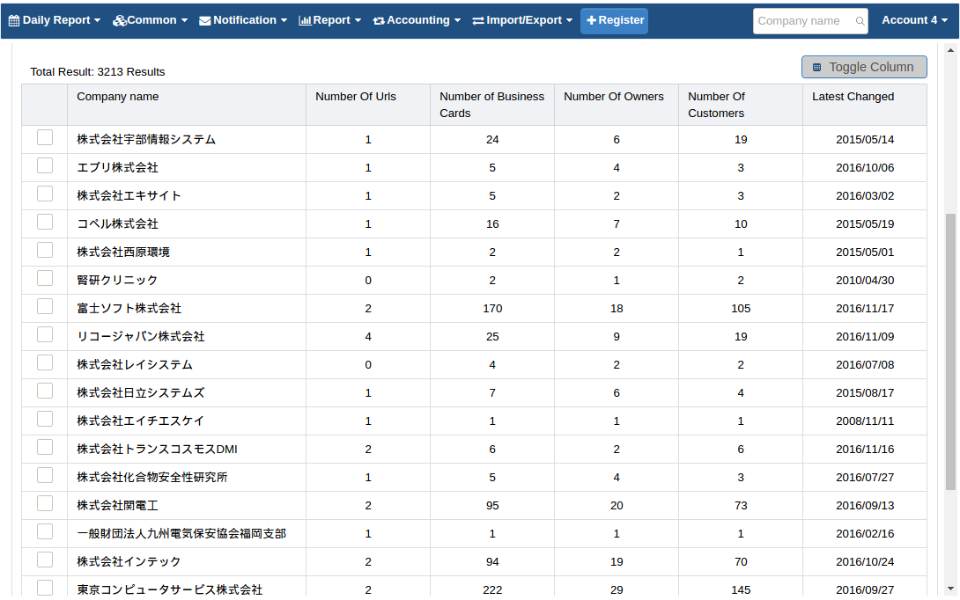 Daily Report Common Notification Report Accounting Import/Export Register Company name Account 4
Total Result: 3213 Results Toggle Column
Company name Number Of Urls Number of Business Cards Number Of Owners Number Of Customers Latest Changed
株式会社宇部情報システム 1 24 6 19 2015/05/14
エブリ株式会社 1 5 4 3 2016/10/06
株式会社エキサイト 1 5 2 3 2016/03/02
コベル株式会社 1 16 7 10 2015/05/19
株式会社西原環境 1 2 2 1 2015/05/01
腎研クリニック 0 2 1 2 2010/04/30
富士ソフト株式会社 2 170 18 105 2016/11/17
リコージャパン株式会社 4 25 9 19 2016/11/09
株式会社レイシステム 0 4 2 2 2016/07/08
株式会社日立システムズ 1 7 6 4 2015/08/17
株式会社エイチエスケイ 1 1 1 1 2008/11/11
株式会社トランスコスモスDMI 2 6 2 6 2016/11/16
株式会社化合物安全性研究所 1 5 4 3 2016/07/27
株式会社関電工 2 95 20 73 2016/09/13
一般財団法人九州電気保安協会福岡支部 1 1 1 1 2016/02/16
株式会社インテック 2 94 19 70 2016/10/24
東京コンピュータサービス株式会社 2 222 29 145 2016/09/27